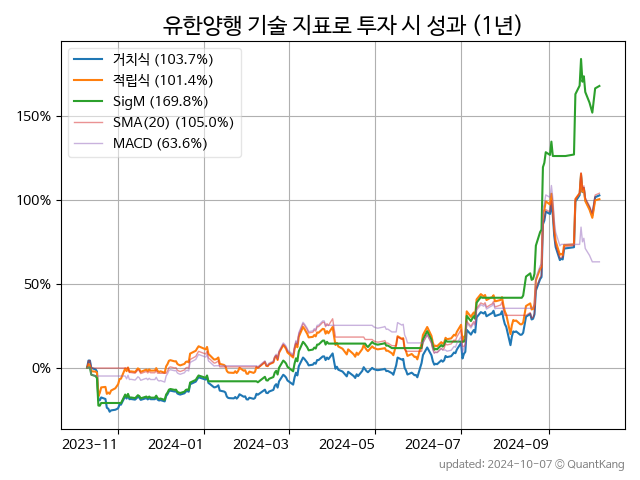 유한양행 기술 지표로 투자 시 성과 (1년)
거치식 (103.7%)
적립식 (101.4%)
SigM (169.8%)
SMA(20) (105.0%)
MACD (63.6%)
150%
100%
50%
0%
2023-11 2024-01 2024-03 2024-05 2024-07 2024-09
updated: 2024-10-07 © QuantKang